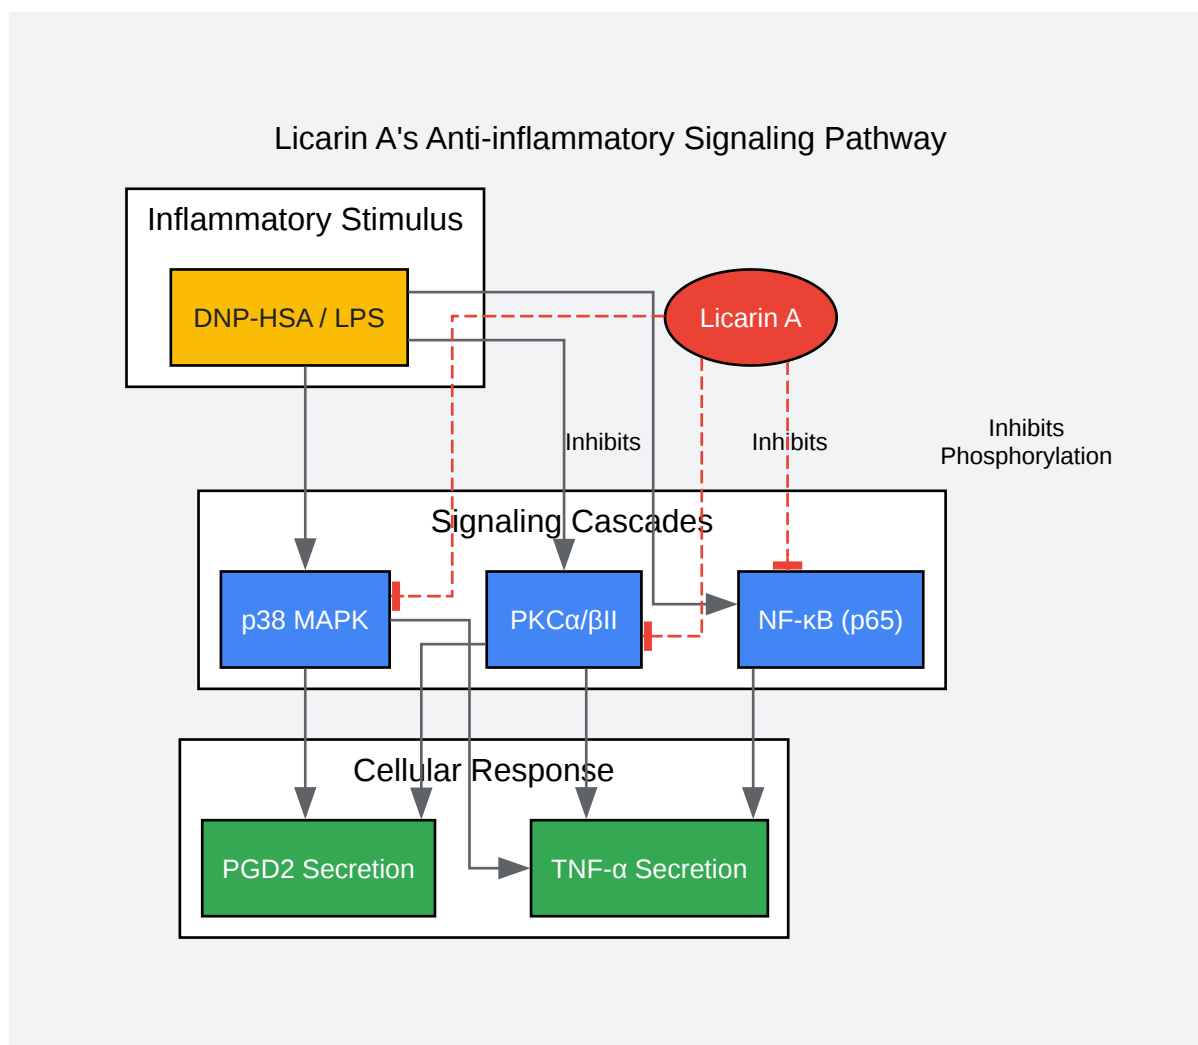 Licarin A's Anti-inflammatory Signaling Pathway
Inflammatory Stimulus
DNP-HSA / LPS
Licarin A
Inhibits
Inhibits
Inhibits
Phosphorylation
Signaling Cascades
p38 MAPK
PKCα/βII
NF-κB (p65)
Cellular Response
PGD2 Secretion
TNF-α Secretion